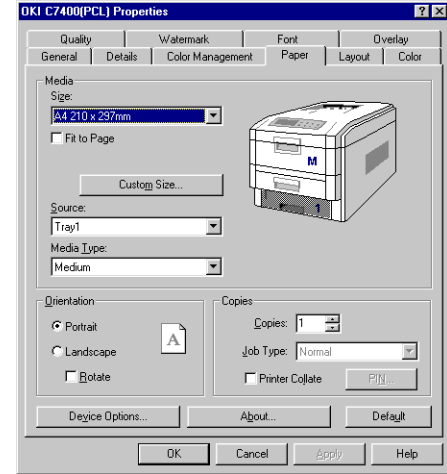 OKI C7400(PCL) Properties
Quality Watermark Font Overlay
General Details Color Management Paper Layout Color
Media
Size:
A4 210 x 297mm
Fit to Page
Custom Size...
Source:
Tray1
Media Type:
Medium
M
1
Orientation
Portrait
Landscape
Rotate
A
Copies
Copies: 1
Job Type: Normal
Printer Collate PIN...
Device Options... About... Default
OK Cancel Apply Help